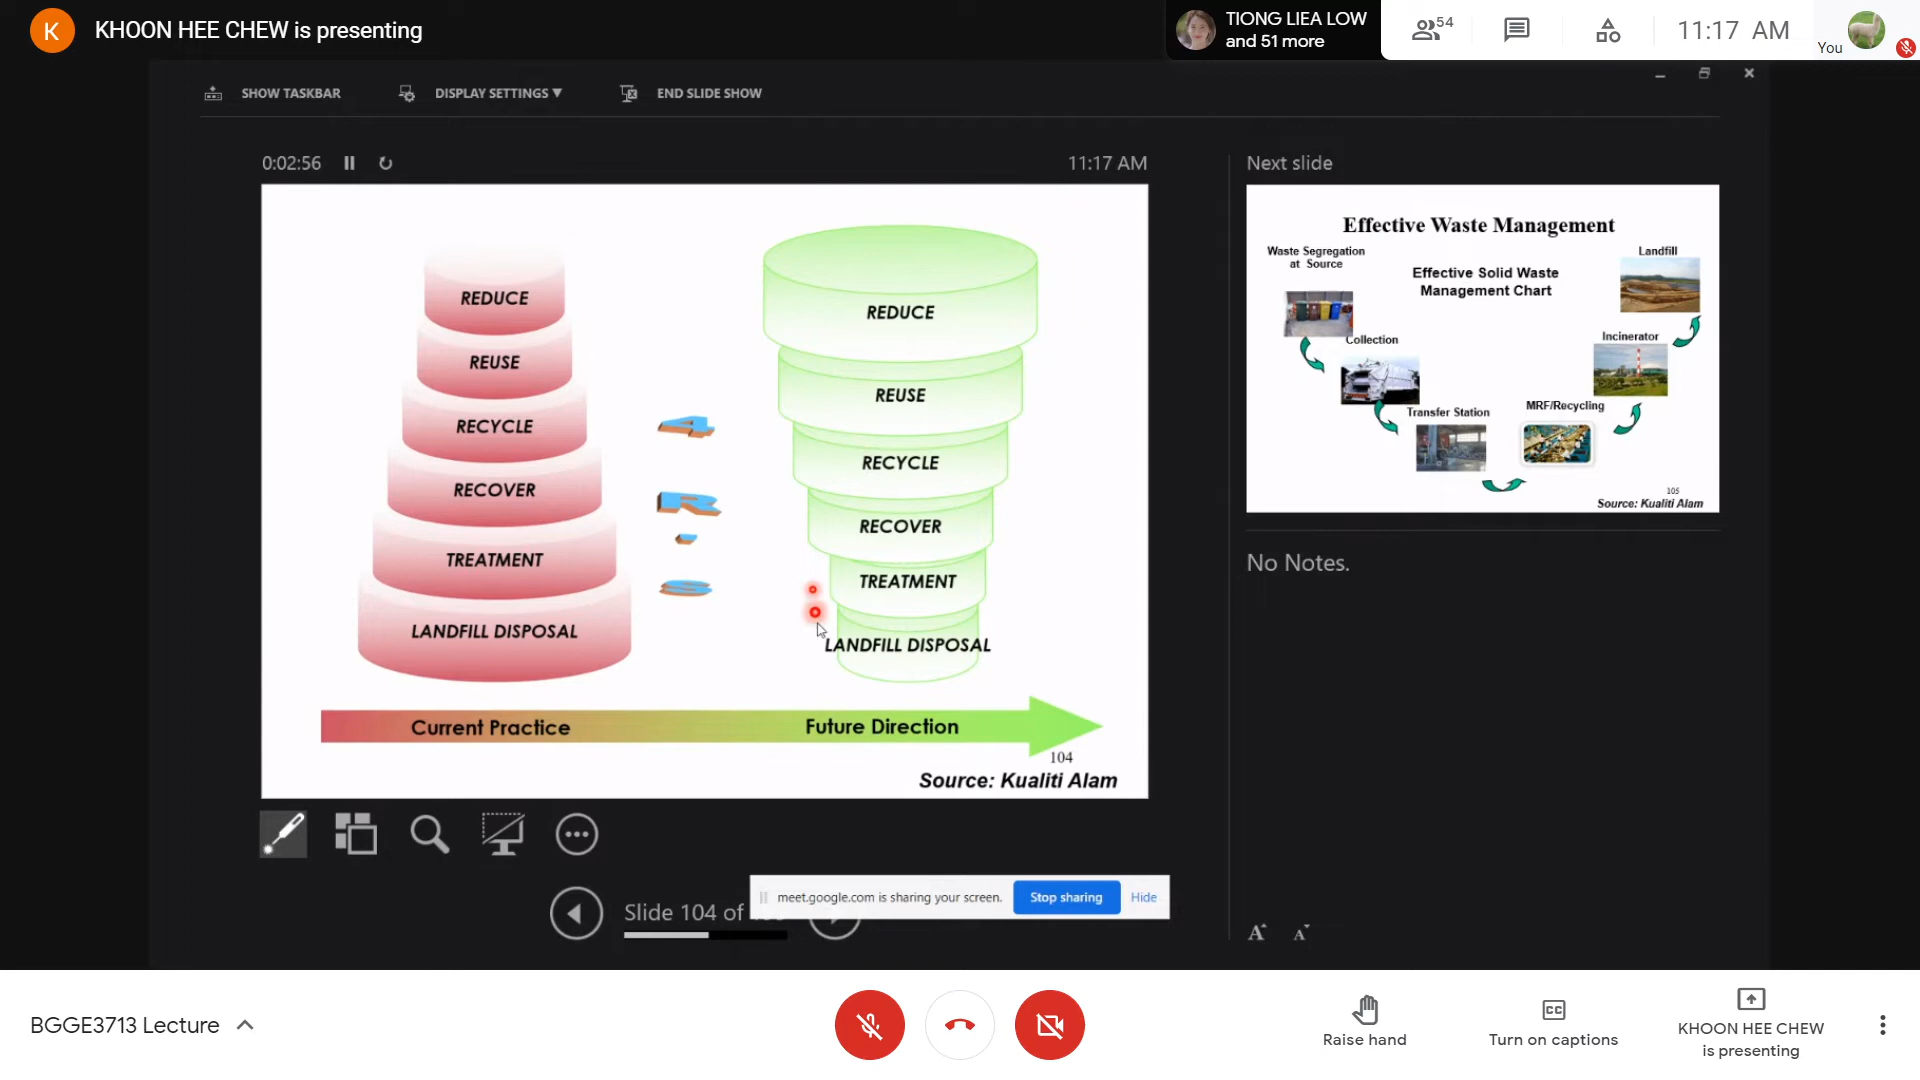 K
KHOON HEE CHEW is presenting
TIONG LIEA LOW
and 51 more
54
11:17 AM
You
SHOW TASKBAR
DISPLAY SETTINGS ▼
END SLIDE SHOW
0:02:56
11:17 AM
REDUCE
REUSE
RECYCLE
RECOVER
TREATMENT
LANDFILL DISPOSAL
4
R
'
S
REDUCE
REUSE
RECYCLE
RECOVER
TREATMENT
LANDFILL DISPOSAL
Current Practice
Future Direction
104
Source: Kualiti Alam
Next slide
Effective Waste Management
Waste Segregation
at Source
Effective Solid Waste
Management Chart
Landfill
Collection
Incinerator
Transfer Station
MRF/Recycling
105
Source: Kualiti Alam
No Notes.
Slide 104 of
meet.google.com is sharing your screen.
Stop sharing
Hide
A
A
BGGE3713 Lecture
Raise hand
CC
Turn on captions
KHOON HEE CHEW
is presenting